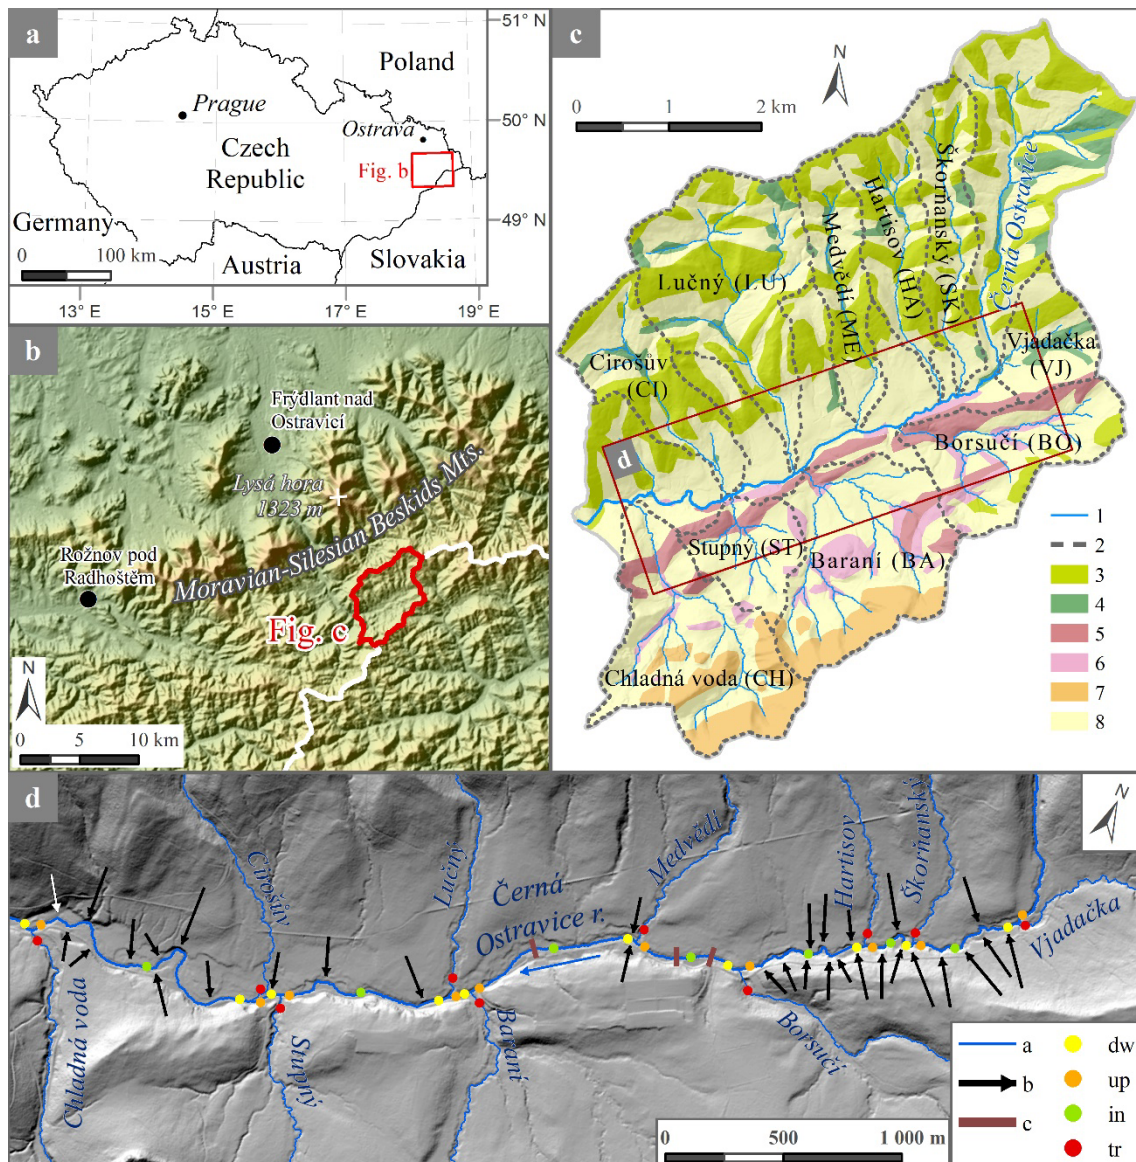 a
51° N
Poland
Prague
50° N
Ostrava
Czech
Republic
Fig. b
Germany
49° N
0
100 km
Austria
Slovakia
13° E
15°E
17°E
19°E
b
Frýdlant nad
Ostravicí
Lysá hora
1323 m
Moravian-Silesian Beskids Mts.
Rožnov pod
Radhoštěm
Fig. c
N
0
5
10 km
c
N
0
1
2 km
Škorňanský (SK)
Hartisov (HA)
Medvědí (ME)
Černá Ostravice
Lučný (LU)
Cirošův
(CI)
Vjadačka
(VJ)
Borsučí (BO)
d
Stupný (ST)
Baraní (BA)
Chladná voda (CH)
1
2
3
4
5
6
7
8
d
N
Cirošův
Lučný
Černá
Ostravice r.
Medvědí
Hartisov
Škorňanský
Vjadačka
Chladná voda
Stupný
Baraní
Borsučí
a
dw
b
up
c
in
tr
0
500
1 000 m